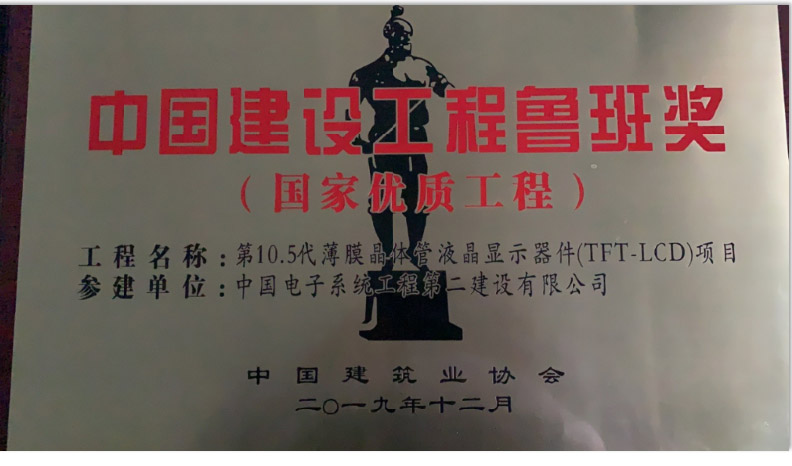 中国建设工程鲁班奖
（国家优质工程）
工程名称：第10.5代薄膜晶体管液晶显示器件(TFT-LCD)项目
参建单位：中国电子系统工程第二建设有限公司
中国建筑业协会
二〇一九年十二月